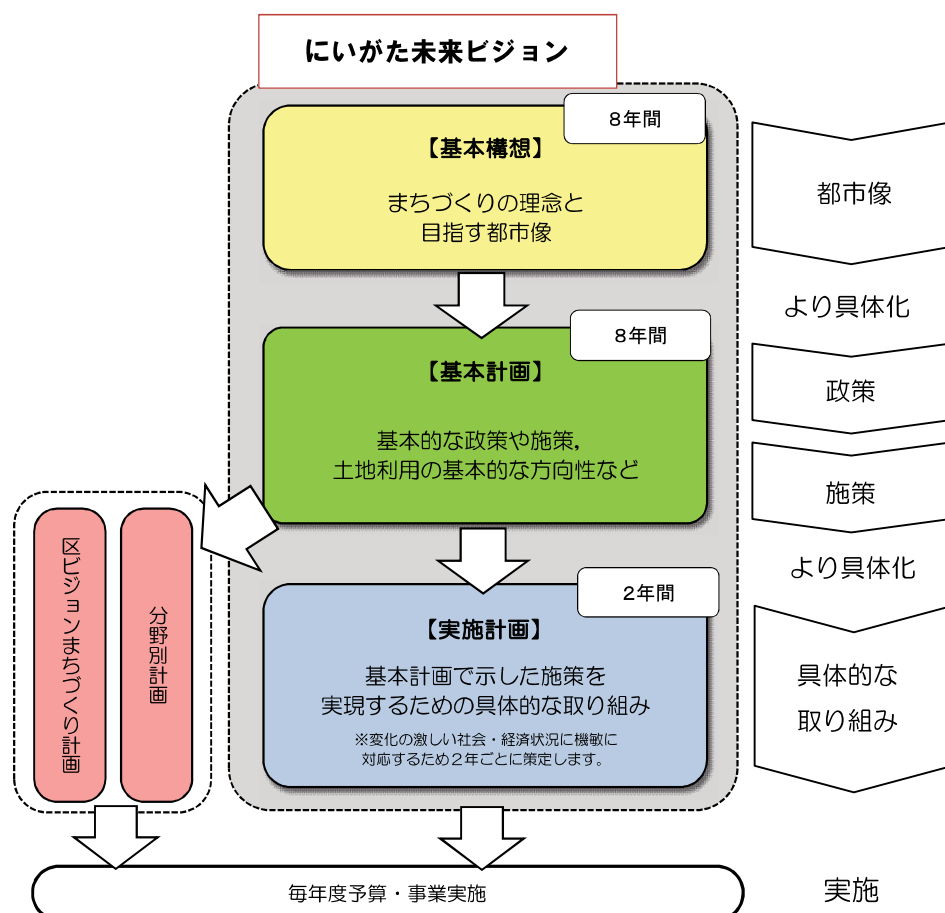 にいがた未来ビジョン
8年間
【基本構想】
まちづくりの理念と
目指す都市像
都市像
より具体化
8年間
【基本計画】
基本的な政策や施策，
土地利用の基本的な方向性など
政策
施策
より具体化
区ビジョンまちづくり計画
分野別計画
2年間
【実施計画】
基本計画で示した施策を
実現するための具体的な取り組み
※変化の激しい社会・経済状況に機敏に
対応するため２年ごとに策定します。
具体的な
取り組み
毎年度予算・事業実施
実施